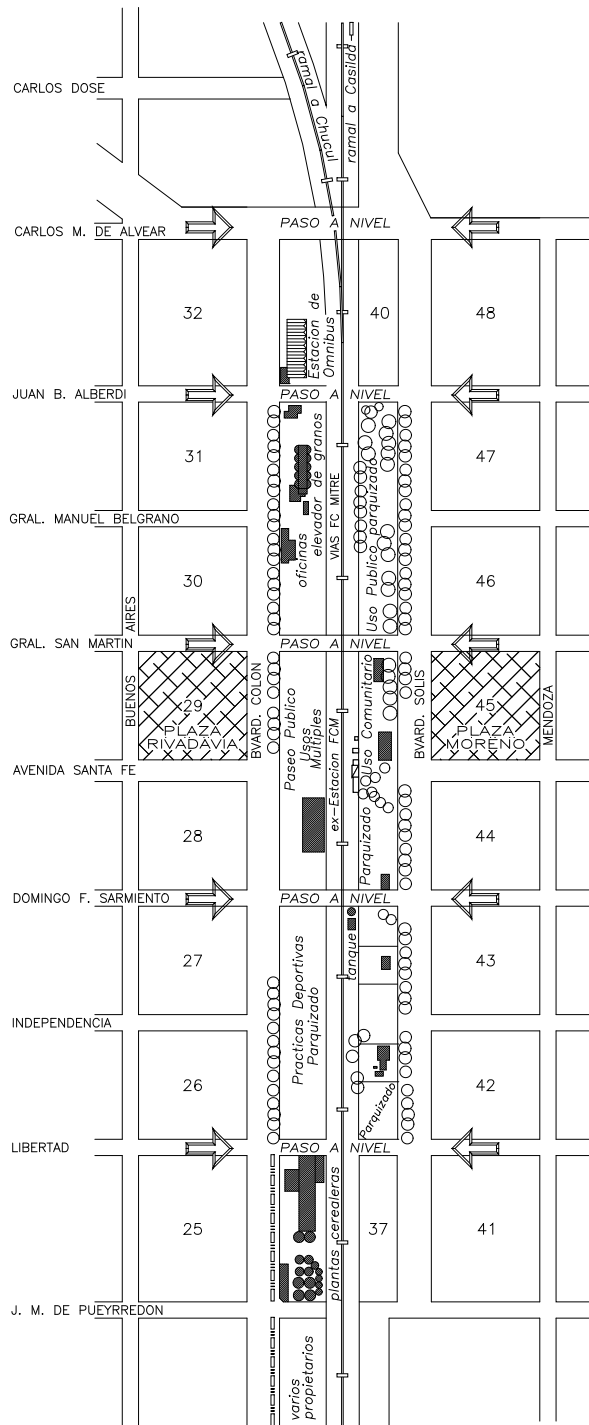 CARLOS DOSE
ramal a Chucul
ramal a Casilda
CARLOS M. DE ALVEAR
PASO A NIVEL
32
Estacion de
Omnibus
40
48
JUAN B. ALBERDI
PASO A NIVEL
31
elevador de granos
oficinas
VIAS FC MITRE
Uso Publico parquizado
47
GRAL. MANUEL BELGRANO
30
46
GRAL. SAN MARTIN
PASO A NIVEL
BUENOS AIRES
29
PLAZA
RIVADAVIA
BVARD. COLON
Paseo Publico
Usos
Multiples
ex-Estacion FCM
Parquizado Uso Comunitario
BVARD. SOLIS
45
PLAZA
MORENO
MENDOZA
AVENIDA SANTA FE
28
44
DOMINGO F. SARMIENTO
PASO A NIVEL
27
Practicas Deportivas
Parquizado
tanque
43
INDEPENDENCIA
26
Parquizado
42
LIBERTAD
PASO A NIVEL
25
plantas cerealeras
37
41
J. M. DE PUEYRREDON
varios
propietarios